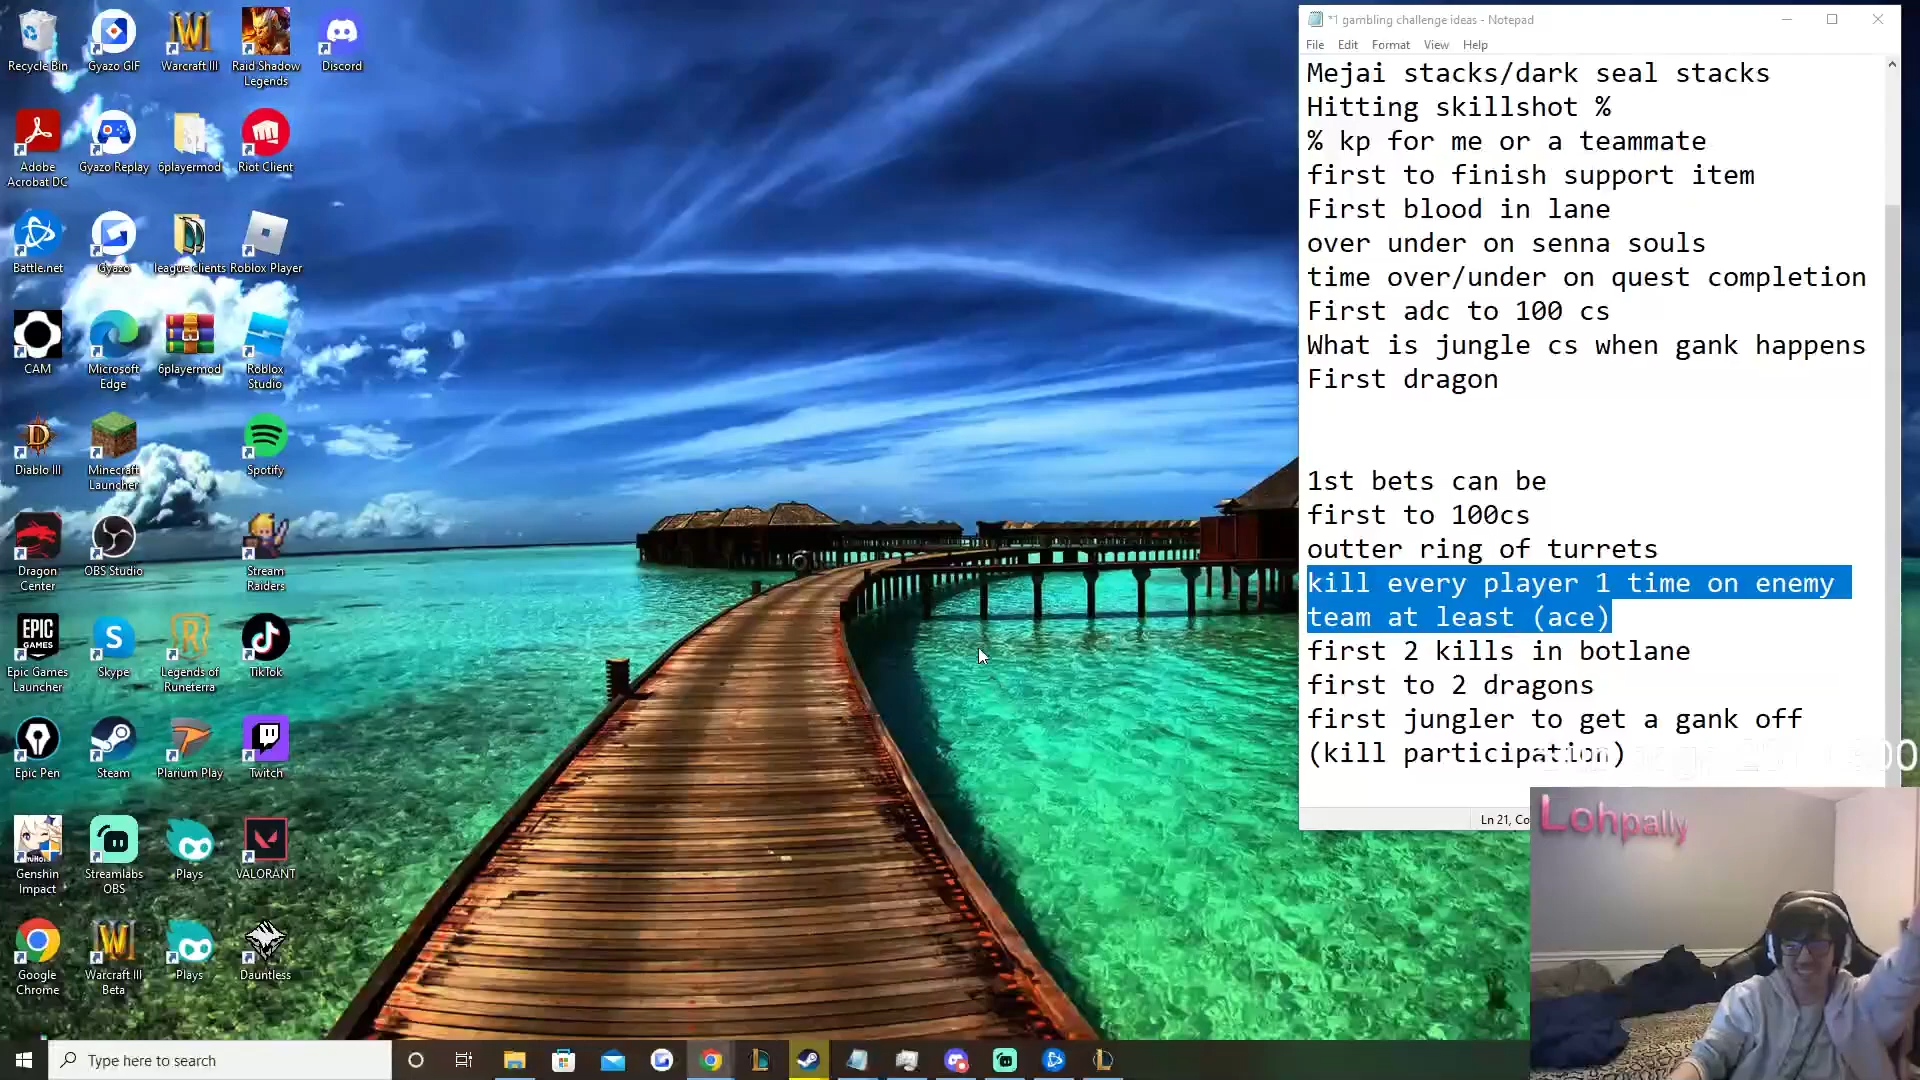 *1 gambling challenge ideas - Notepad
File Edit Format View Help
Mejai stacks/dark seal stacks
Hitting skillshot %
% kp for me or a teammate
first to finish support item
First blood in lane
over under on senna souls
time over/under on quest completion
First adc to 100 cs
What is jungle cs when gank happens
First dragon
1st bets can be
first to 100cs
outter ring of turrets
kill every player 1 time on enemy
team at least (ace)
first 2 kills in botlane
first to 2 dragons
first jungler to get a gank off
(kill participation)
Ln 21, Co
Lohpally
Recycle Bin
Gyazo GIF
Warcraft III
Raid Shadow
Legends
Discord
Adobe
Acrobat DC
Gyazo Replay
6playermod
Riot Client
Battle.net
Gyazo
league clients
Roblox Player
CAM
Microsoft
Edge
6playermod
Roblox
Studio
Diablo III
Minecraft
Launcher
Spotify
Dragon
Center
OBS Studio
Stream
Raiders
EPIC
GAMES
Epic Games
Launcher
Skype
Legends of
Runeterra
TikTok
Epic Pen
Steam
Plarium Play
Twitch
Genshin
Impact
Streamlabs
OBS
Plays
VALORANT
Google
Chrome
Warcraft III
Beta
Plays
Dauntless
Type here to search